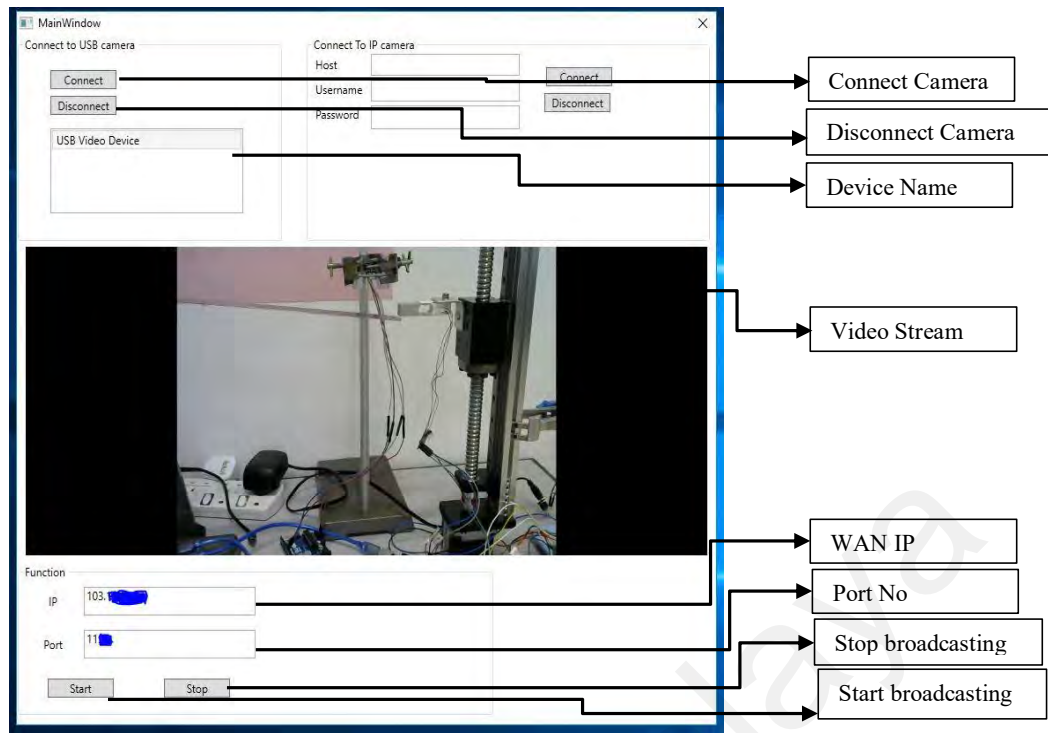 MainWindow
Connect to USB camera
Connect
Disconnect
USB Video Device
Connect To IP camera
Host
Username
Password
Connect
Disconnect
Connect Camera
Disconnect Camera
Device Name
Video Stream
Function
IP
103.
Port
11
Start
Stop
WAN IP
Port No
Stop broadcasting
Start broadcasting
laya